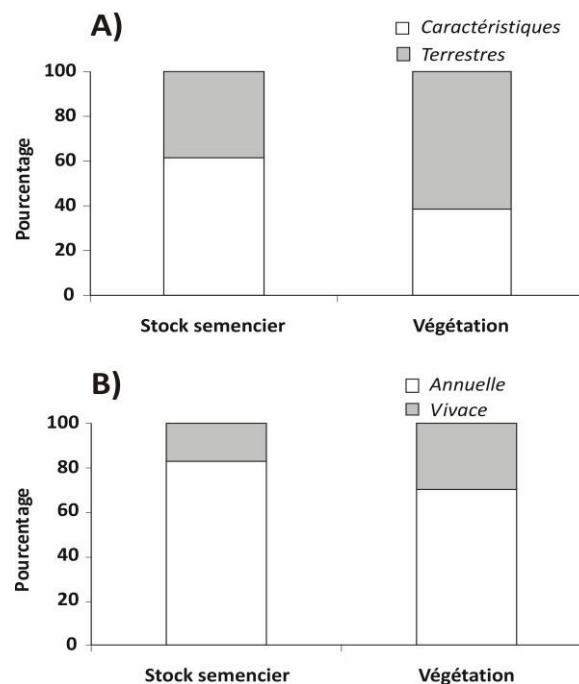 A)
Caractéristiques
Terrestres
100
80
60
40
20
0
Pourcentage
Stock semencier Végétation
B)
Annuelle
Vivace
100
80
60
40
20
0
Pourcentage
Stock semencier Végétation